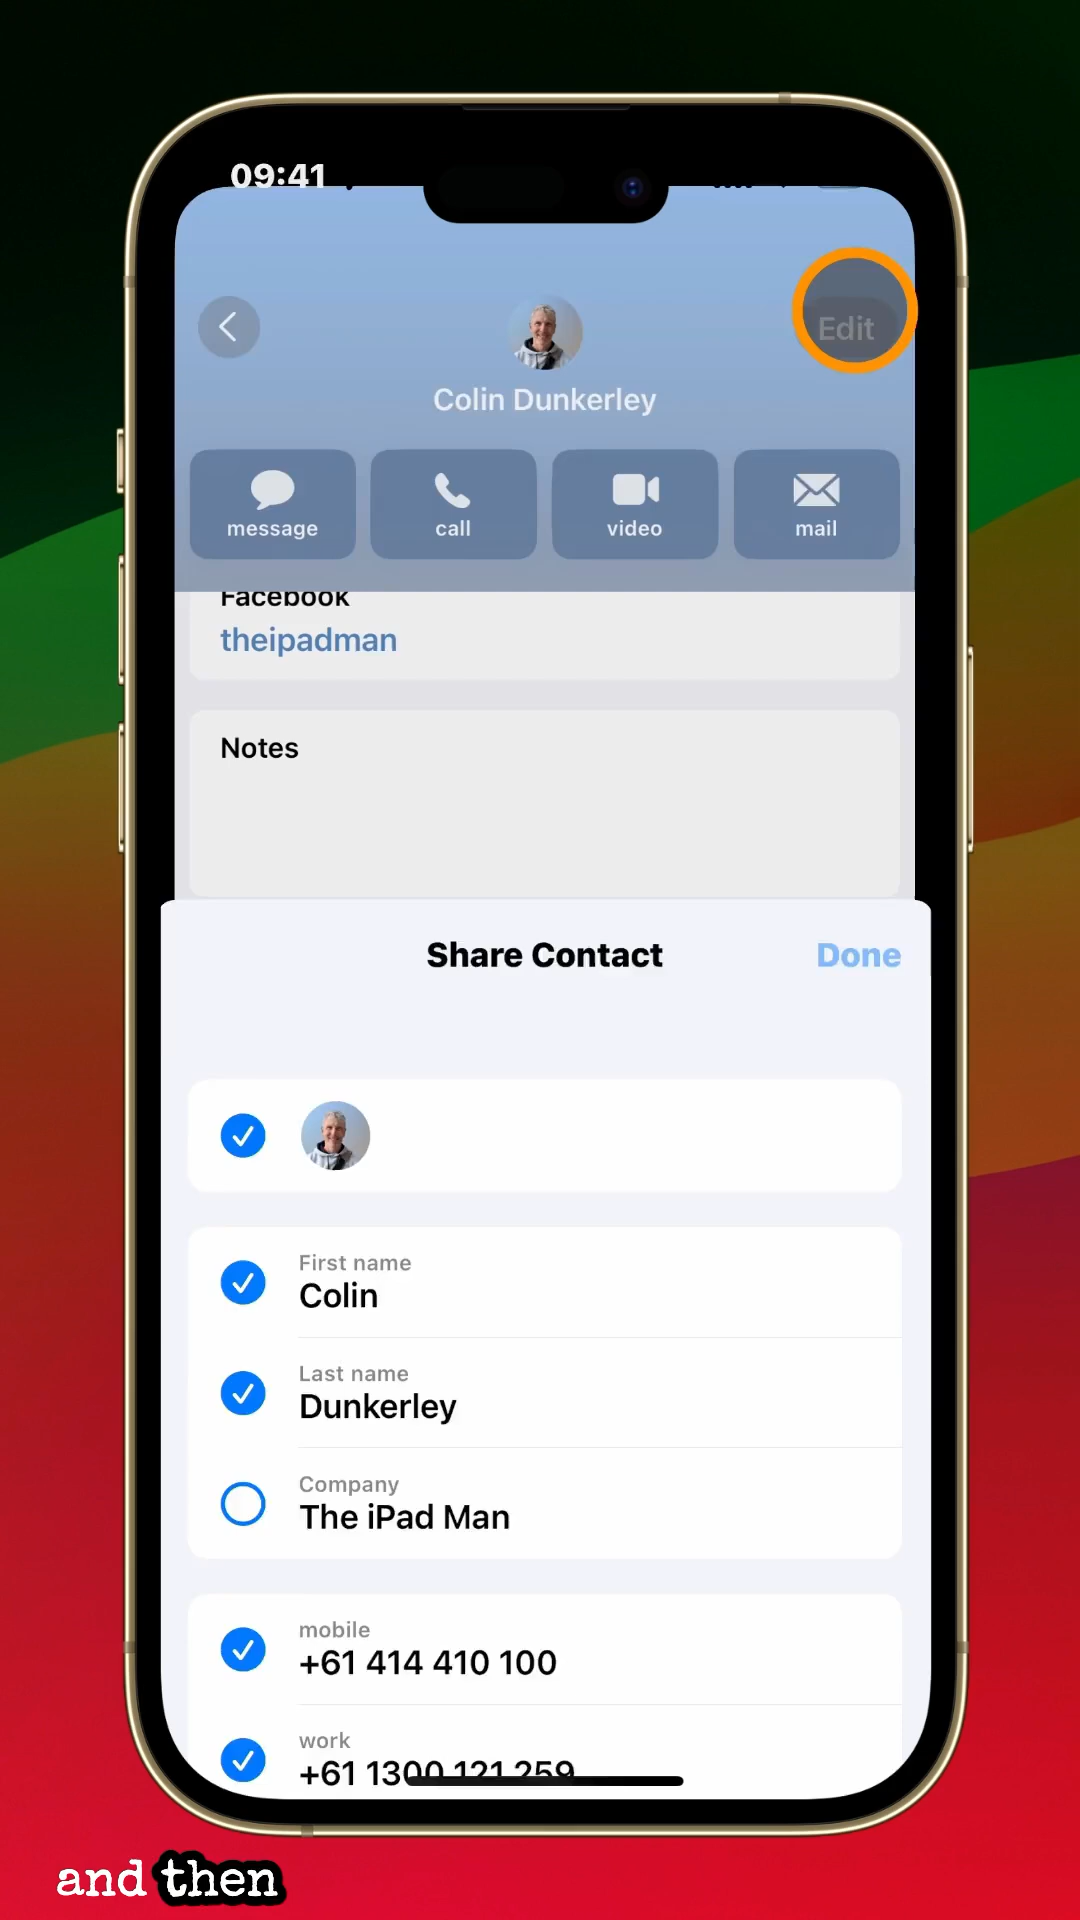 09:41
Edit
Colin Dunkerley
message
call
video
mail
Facebook
theipadman
Notes
Share Contact
Done
First name
Colin
Last name
Dunkerley
Company
The iPad Man
mobile
+61 414 410 100
work
+61 1300 121 259
and then